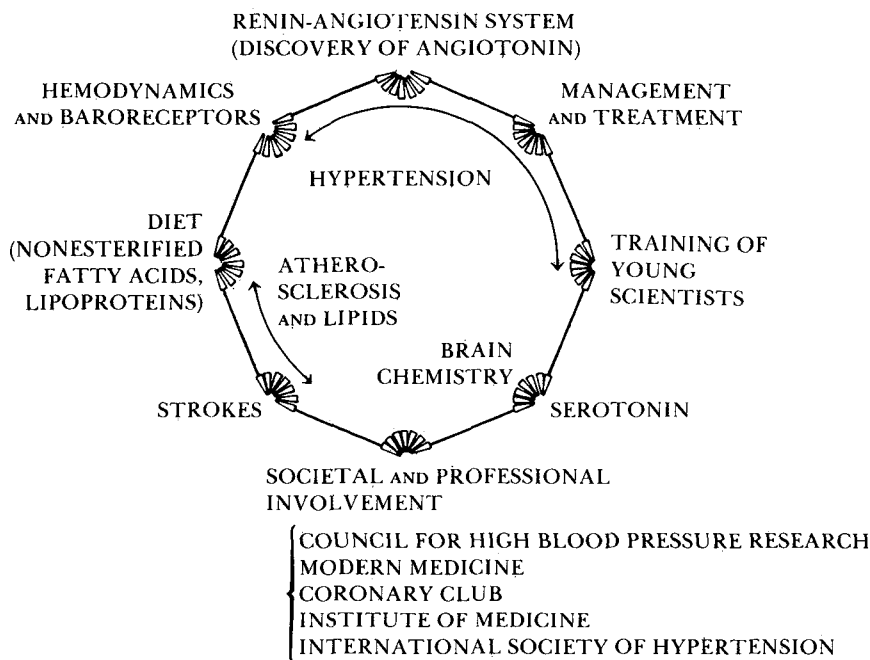 RENIN-ANGIOTENSIN SYSTEM
(DISCOVERY OF ANGIOTONIN)
HEMODYNAMICS
AND BARORECEPTORS
MANAGEMENT
AND TREATMENT
HYPERTENSION
DIET
(NONESTERIFIED
FATTY ACIDS,
LIPOPROTEINS)
ATHERO-
SCLEROSIS
AND LIPIDS
TRAINING OF
YOUNG
SCIENTISTS
BRAIN
CHEMISTRY
STROKES
SEROTONIN
SOCIETAL AND PROFESSIONAL
INVOLVEMENT
COUNCIL FOR HIGH BLOOD PRESSURE RESEARCH
MODERN MEDICINE
CORONARY CLUB
INSTITUTE OF MEDICINE
INTERNATIONAL SOCIETY OF HYPERTENSION